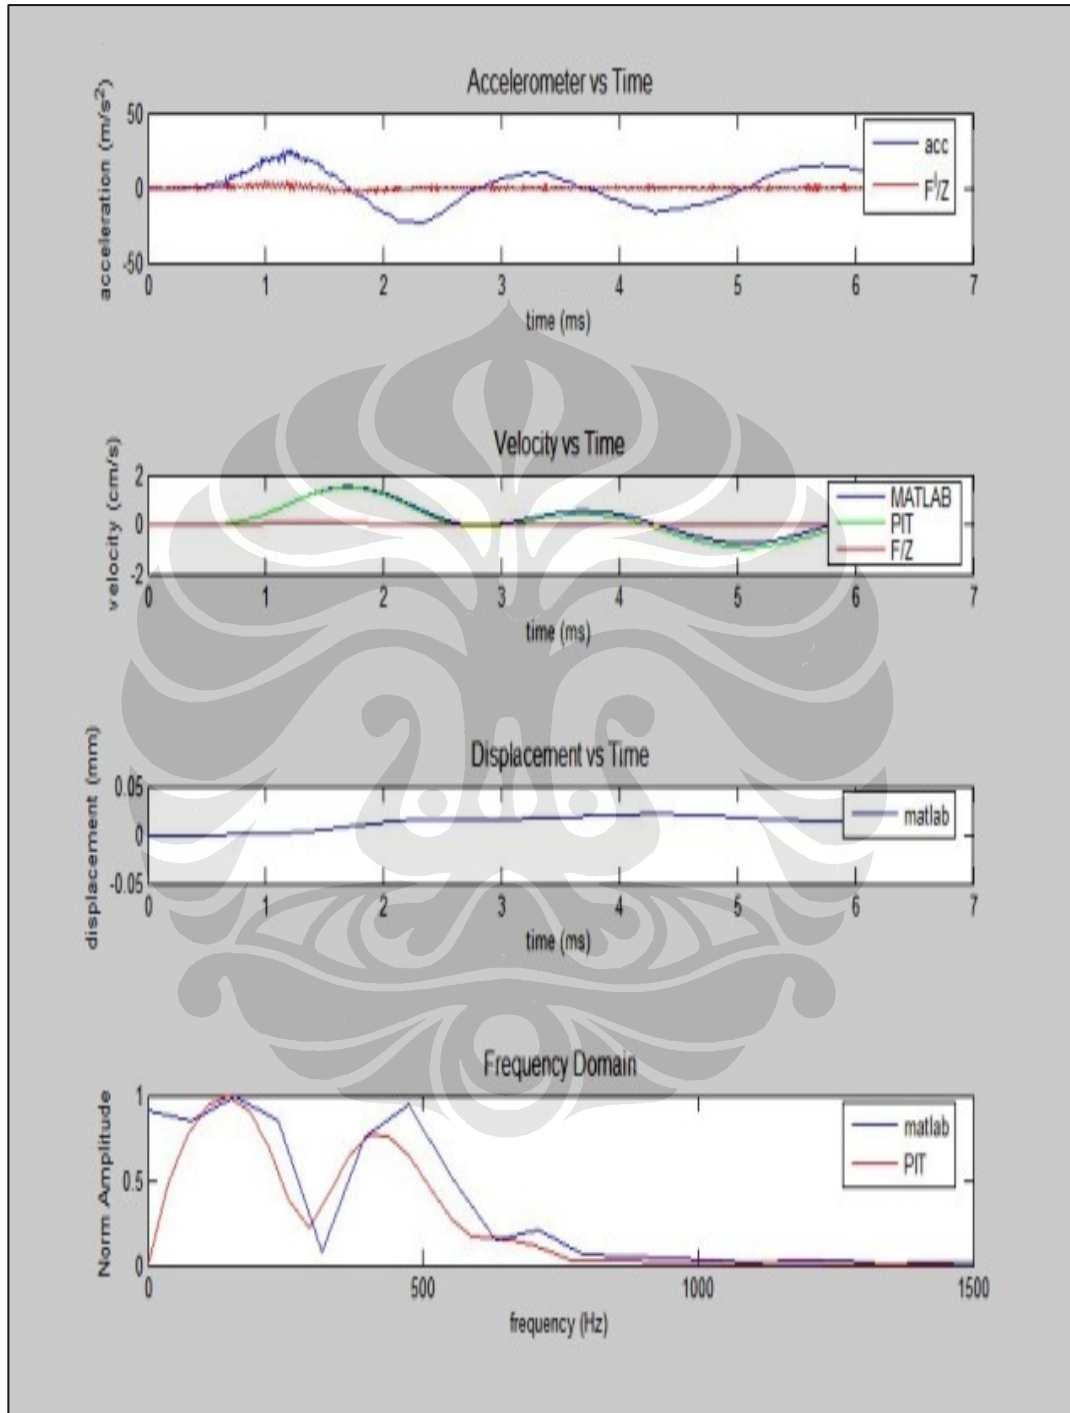 Accelerometer vs Time
acceleration (m/s²)
50
0
-50
acc
F/Z
0 1 2 3 4 5 6 7
time (ms)
Velocity vs Time
velocity (cm/s)
2
0
-2
MATLAB
PIT
F/Z
0 1 2 3 4 5 6 7
time (ms)
Displacement vs Time
displacement (mm)
0.05
0
-0.05
matlab
0 1 2 3 4 5 6 7
time (ms)
Frequency Domain
Norm Amplitude
1
0.5
0
matlab
PIT
0 500 1000 1500
frequency (Hz)